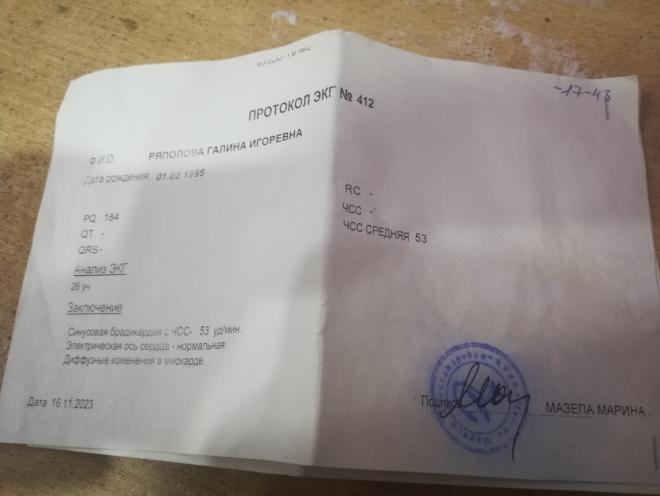 -17-43
ПРОТОКОЛ ЭКГ № 412
Ф.И.О. РЯПОЛОВА ГАЛИНА ИГОРЕВНА
Дата рождения 01.02.1995
PQ 184
QT -
QRS-
RC -
ЧСС -
ЧСС СРЕДНЯЯ 53
Анализ ЭКГ
26 уч
Заключение
Синусовая брадикардия с ЧСС- 53 уд/мин.
Электрическая ось сердца - нормальная.
Диффузные изменения в миокарде.
Дата 16.11.2023
Подпись МАЗЕПА МАРИНА.